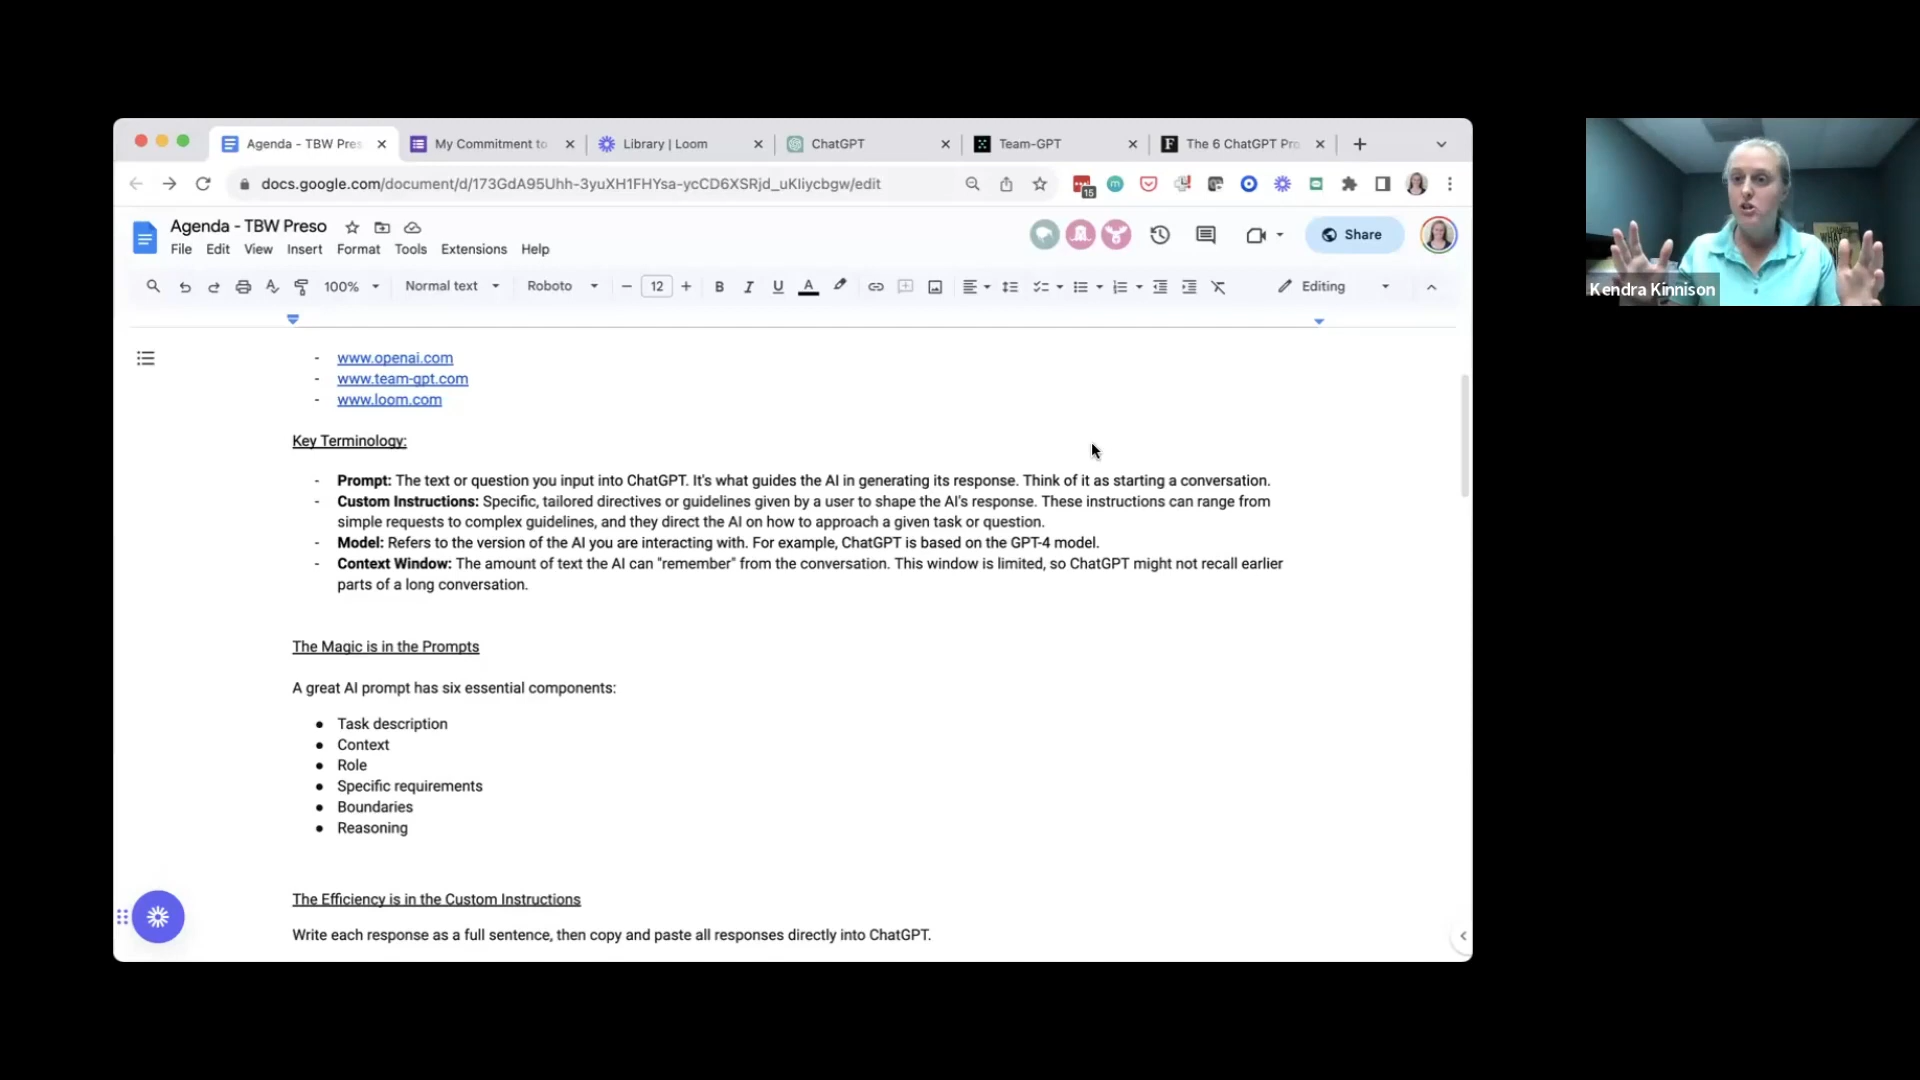 Agenda - TBW Pres
My Commitment to
Library | Loom
ChatGPT
Team-GPT
The 6 ChatGPT Pro
docs.google.com/document/d/173GdA95Uhh-3yuXH1FHYsa-ycCD6XSRjd_uKIiycbgw/edit
15
Agenda - TBW Preso
File Edit View Insert Format Tools Extensions Help
Share
100% Normal text Roboto 12 B I U A Editing
- www.openai.com
- www.team-gpt.com
- www.loom.com
Key Terminology:
- Prompt: The text or question you input into ChatGPT. It's what guides the AI in generating its response. Think of it as starting a conversation.
- Custom Instructions: Specific, tailored directives or guidelines given by a user to shape the AI's response. These instructions can range from
simple requests to complex guidelines, and they direct the AI on how to approach a given task or question.
- Model: Refers to the version of the AI you are interacting with. For example, ChatGPT is based on the GPT-4 model.
- Context Window: The amount of text the AI can "remember" from the conversation. This window is limited, so ChatGPT might not recall earlier
parts of a long conversation.
The Magic is in the Prompts
A great AI prompt has six essential components:
● Task description
● Context
● Role
● Specific requirements
● Boundaries
● Reasoning
The Efficiency is in the Custom Instructions
Write each response as a full sentence, then copy and paste all responses directly into ChatGPT.
Kendra Kinnison